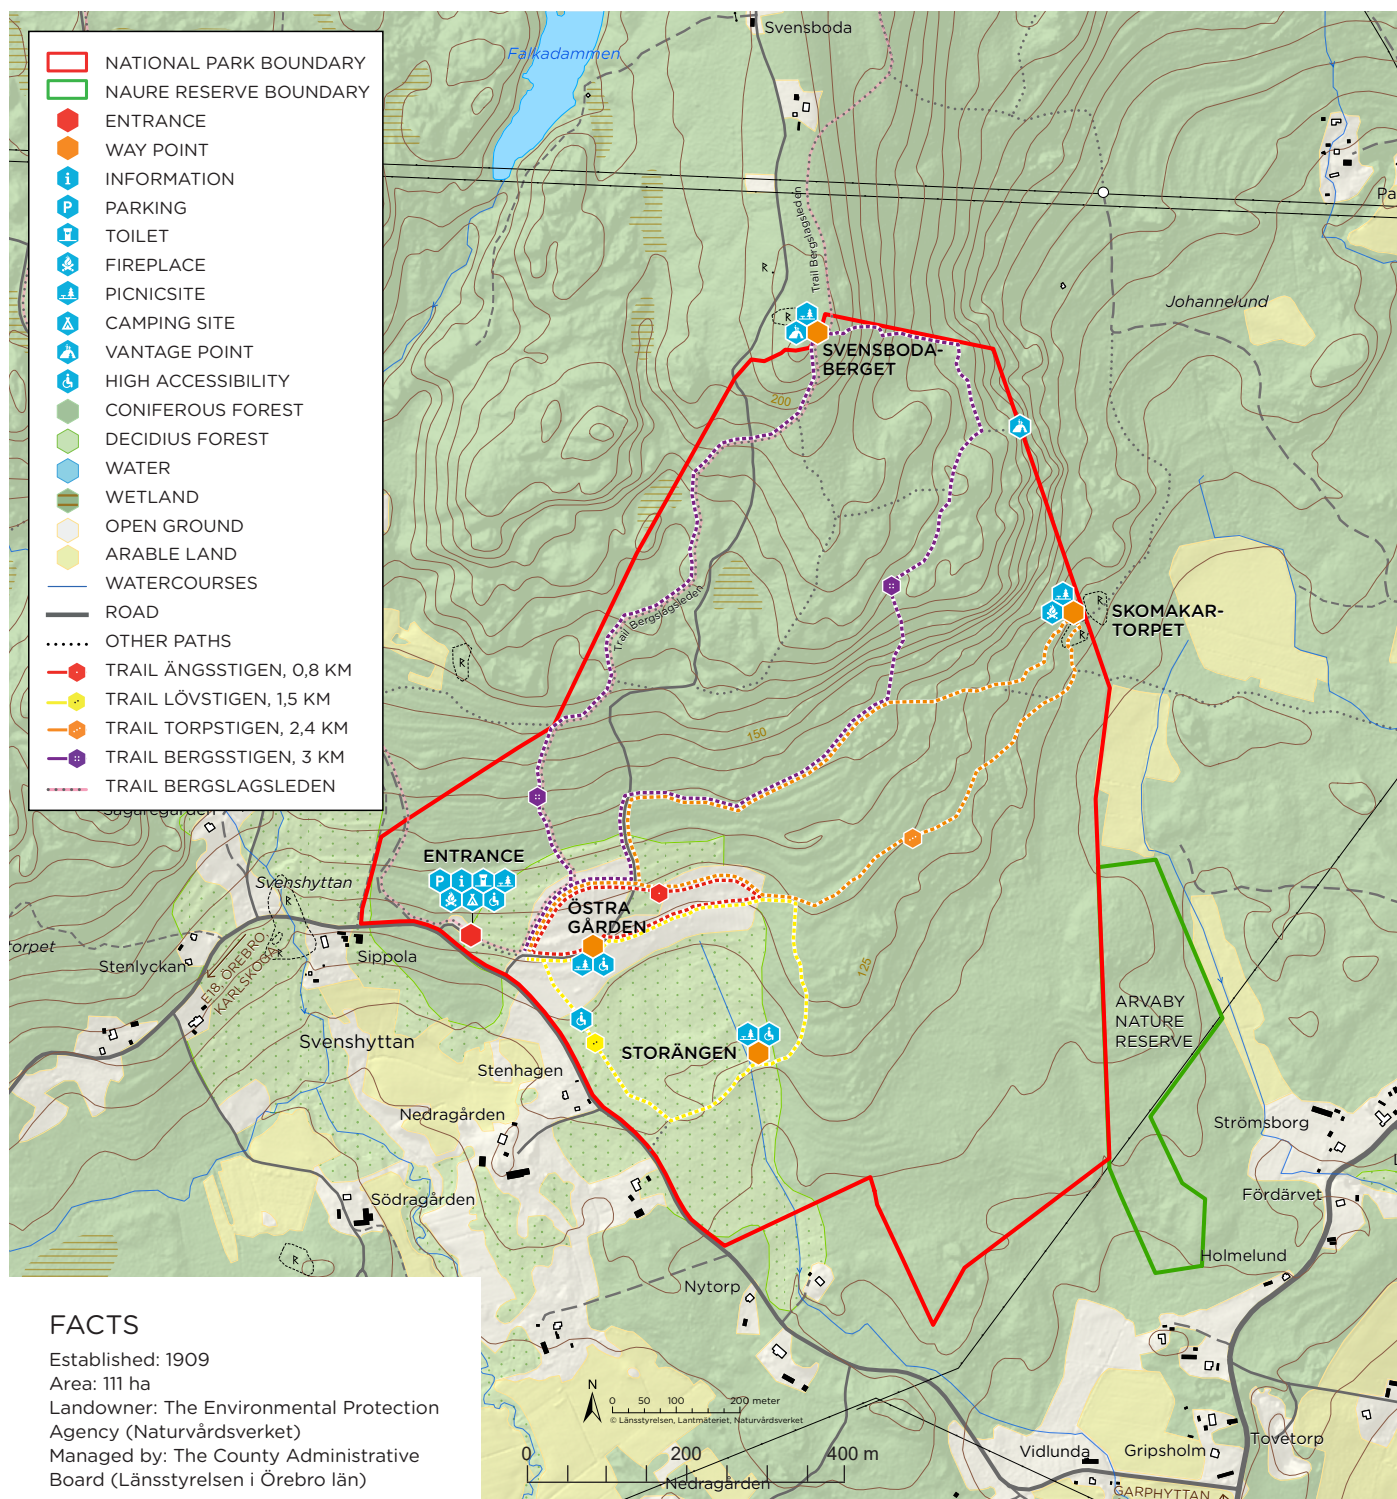 NATIONAL PARK BOUNDARY
NAURE RESERVE BOUNDARY
ENTRANCE
WAY POINT
INFORMATION
PARKING
TOILET
FIREPLACE
PICNICSITE
CAMPING SITE
VANTAGE POINT
HIGH ACCESSIBILITY
CONIFEROUS FOREST
DECIDIUS FOREST
WATER
WETLAND
OPEN GROUND
ARABLE LAND
WATERCOURSES
ROAD
OTHER PATHS
TRAIL ÄNGSSTIGEN, 0,8 KM
TRAIL LÖVSTIGEN, 1,5 KM
TRAIL TORPSTIGEN, 2,4 KM
TRAIL BERGSSTIGEN, 3 KM
TRAIL BERGSLAGSLEDEN
Svensboda
Falkadammen
Pa
Trail Bergslagsleden
R
Johannelund
R
SVENSBODA-
BERGET
200
R
SKOMAKAR-
TORPET
R
Trail Bergslagsleden
R
150
ENTRANCE
P
i
Svenshyttan
R
ÖSTRA
GÅRDEN
torpet
Stenlyckan
E18, ÖREBRO
KARLSKOGA
R
Sippola
125
ARVABY
NATURE
RESERVE
Svenshyttan
STORÄNGEN
Stenhagen
Nedragården
Strömsborg
Södragården
Fördärvet
R
Holmelund
Nytorp
FACTS
Established: 1909
Area: 111 ha
Landowner: The Environmental Protection
Agency (Naturvårdsverket)
Managed by: The County Administrative
Board (Länsstyrelsen i Örebro län)
N
0 50 100 200 meter
© Länsstyrelsen, Lantmäteriet, Naturvårdsverket
0 200 400 m
Nedragården
Vidlunda
Gripsholm
Tovetorp
GARPHYTTAN